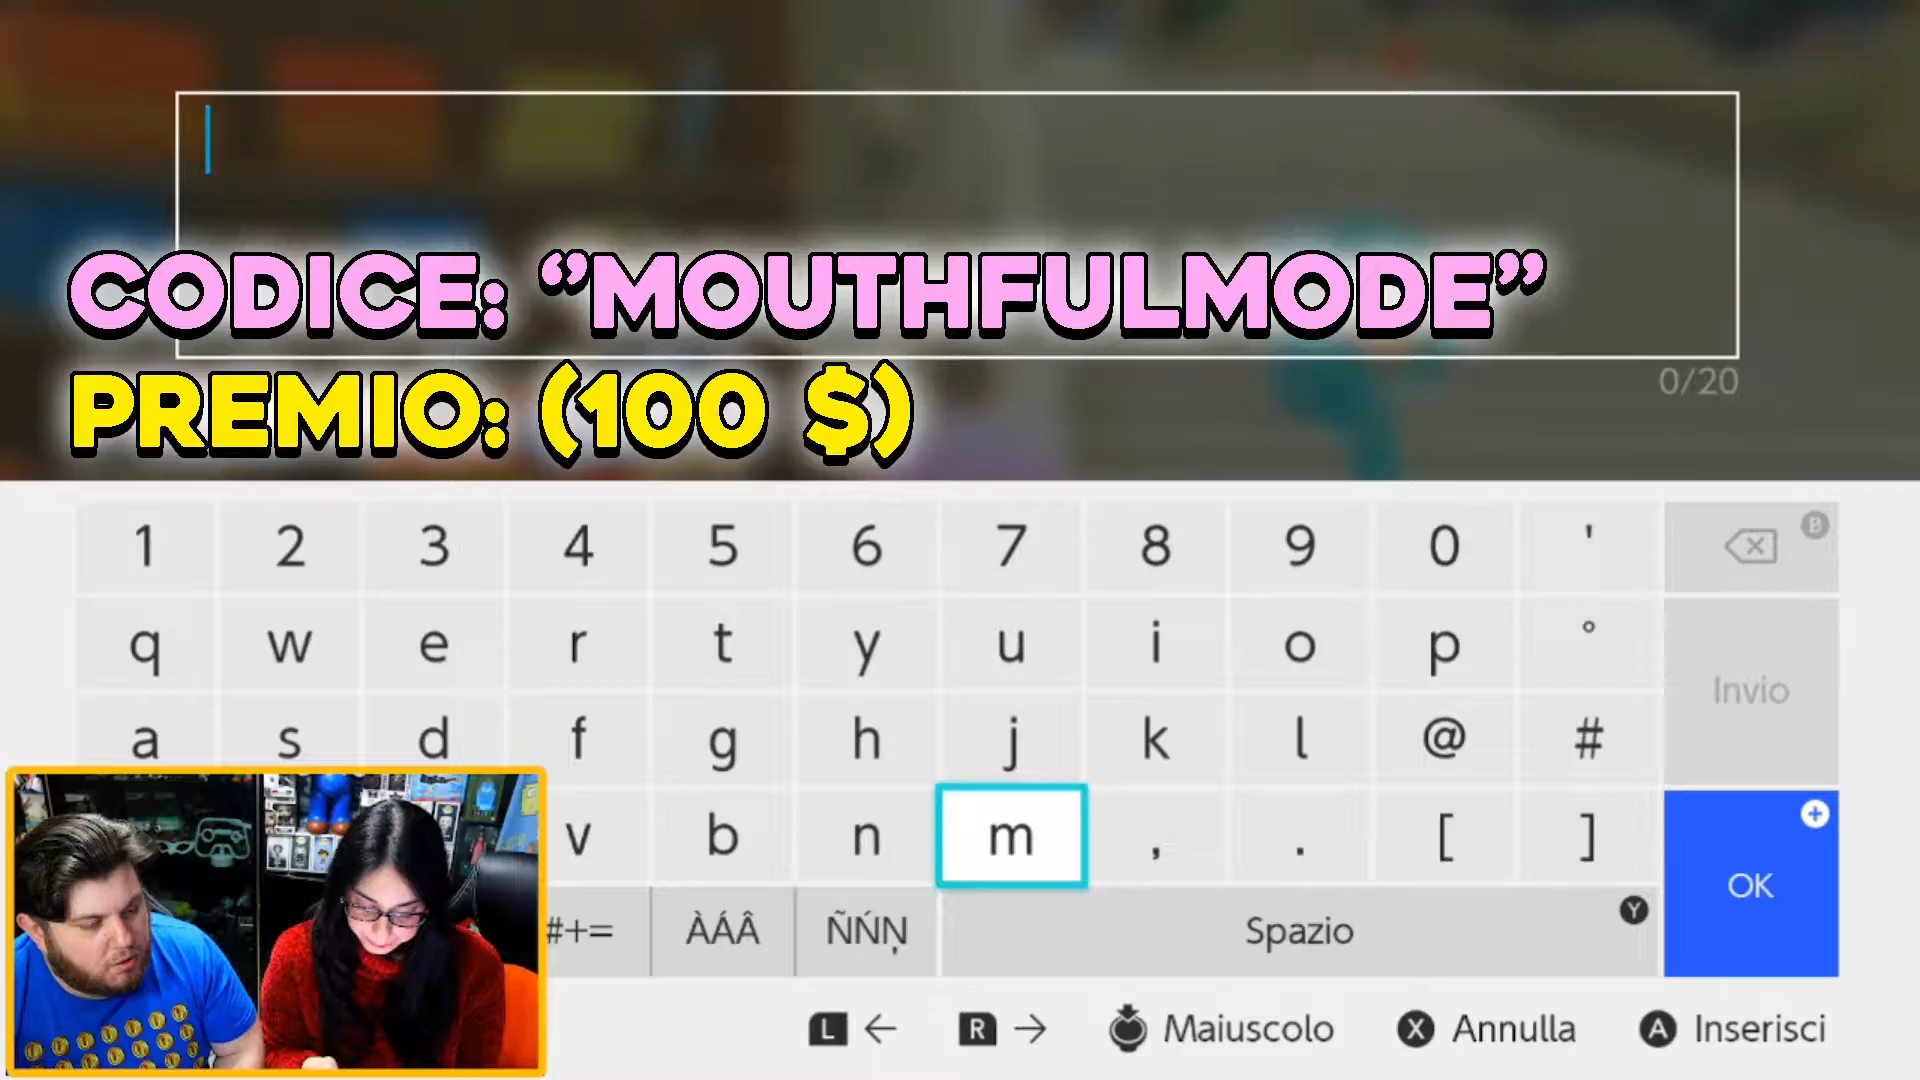 CODICE: “MOUTHFULMODE”
PREMIO: (100 $)
0/20
1 2 3 4 5 6 7 8 9 0 ' B
q w e r t y u i o p °
Invio
a s d f g h j k l @ #
v b n m , . [ ] +
OK
#+= ÀÁÂ ÑŃŅ Spazio Y
L ← R → Maiuscolo X Annulla A Inserisci